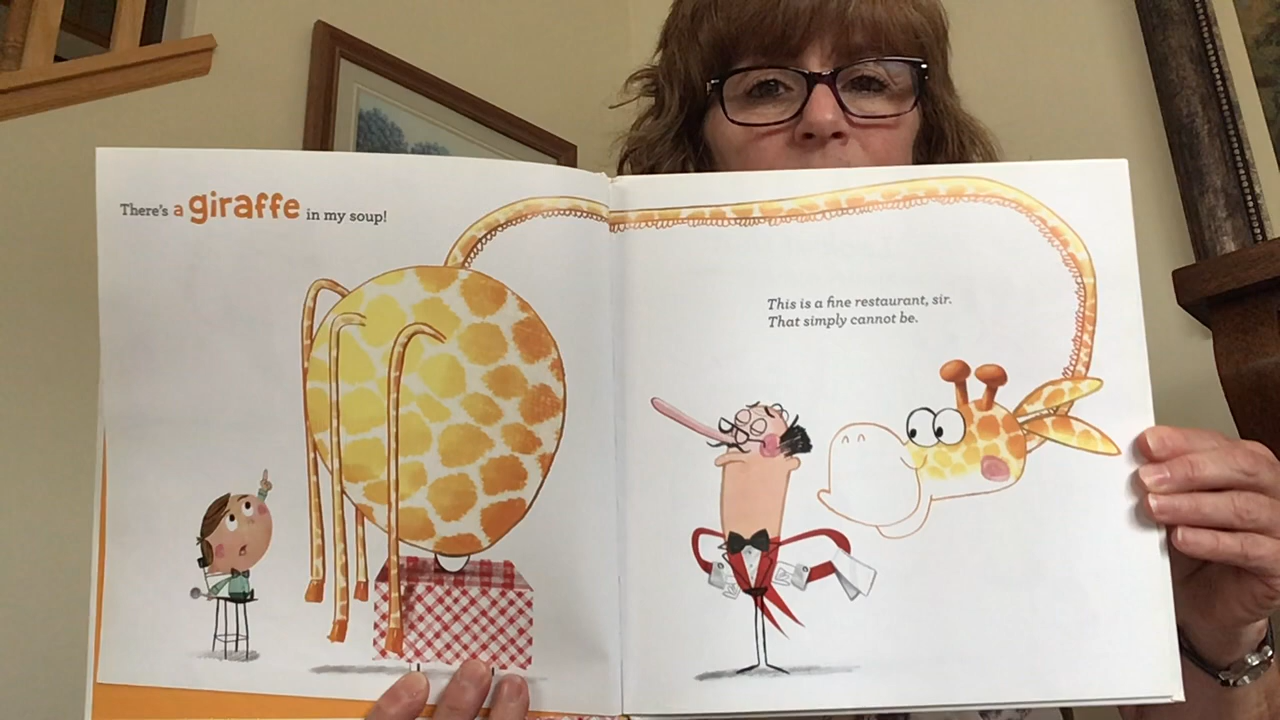 There's a giraffe in my soup!
This is a fine restaurant, sir.
That simply cannot be.